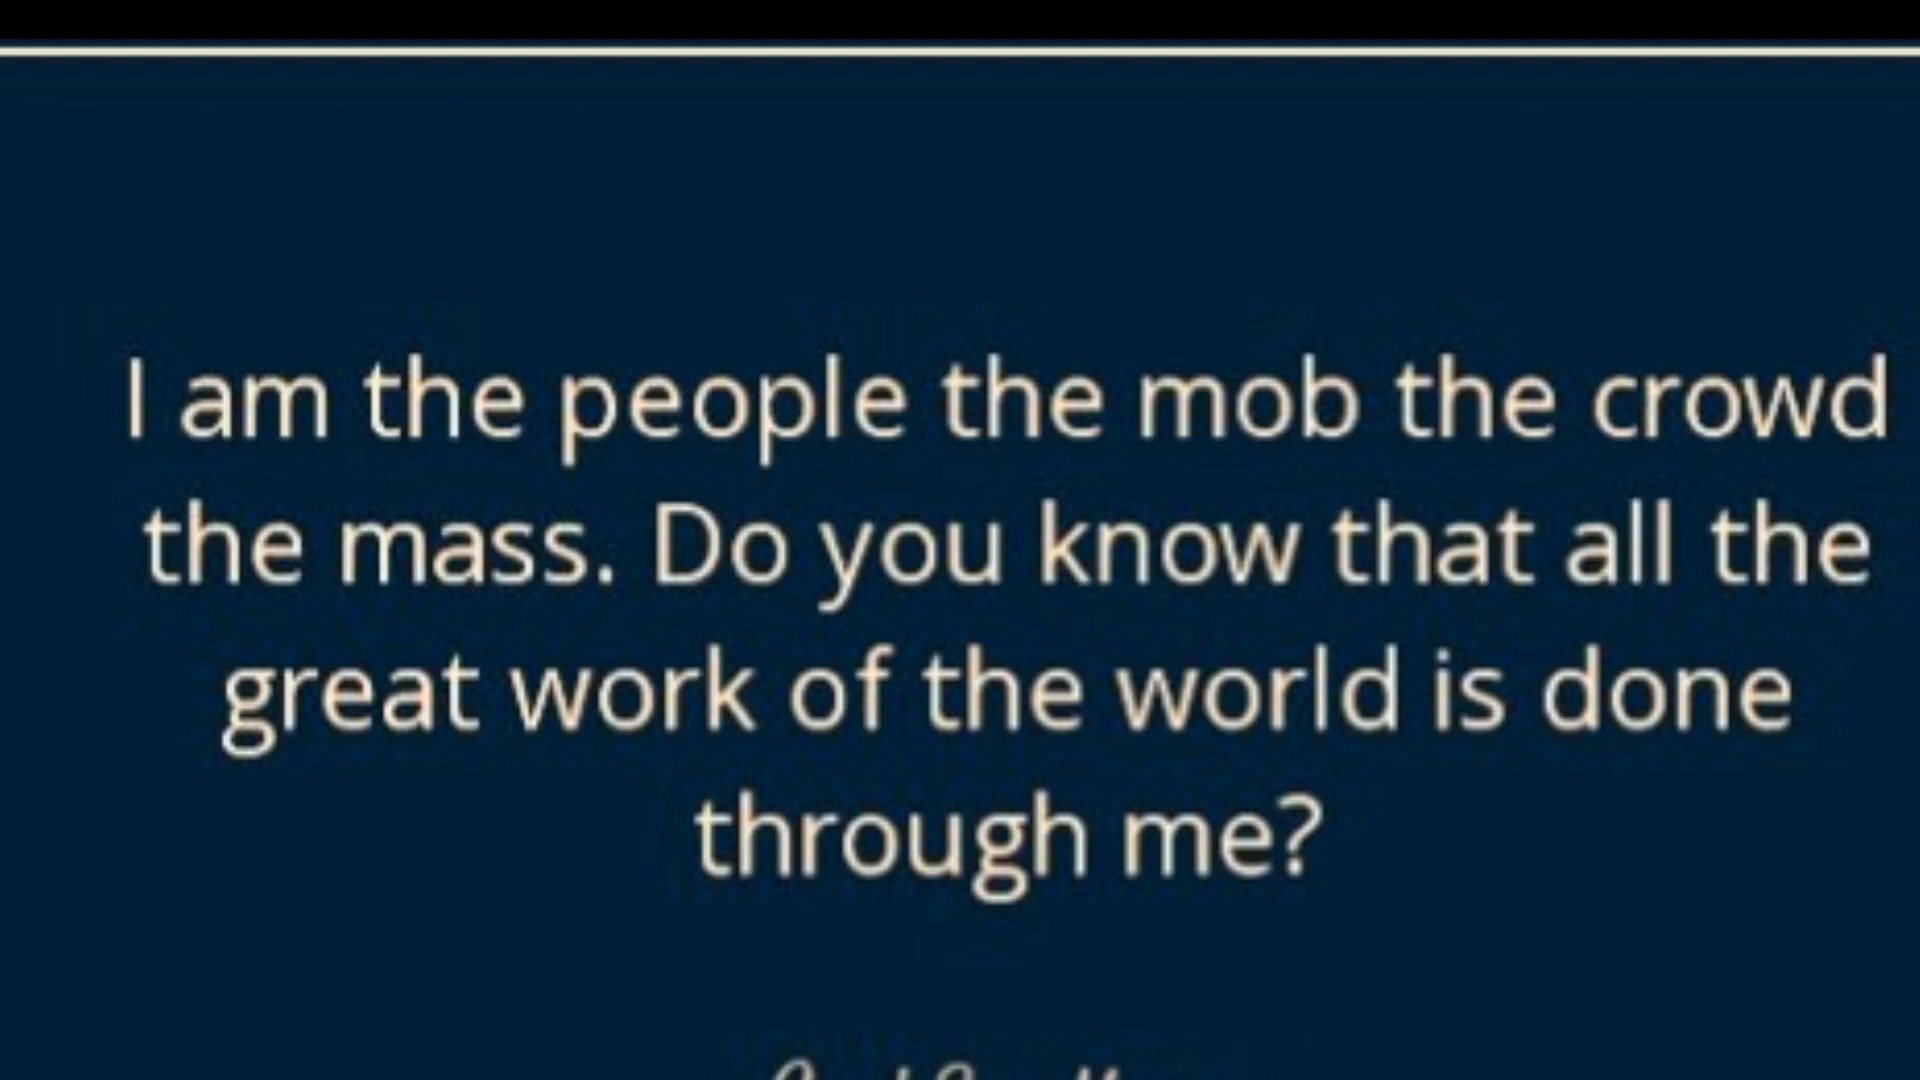 I am the people the mob the crowd
the mass. Do you know that all the
great work of the world is done
through me?